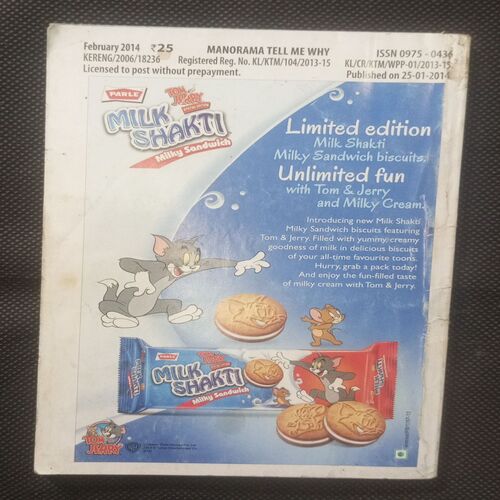 February 2014 ₹25 MANORAMA TELL ME WHY ISSN 0975 - 0436
KERENG/2006/18236 Registered Reg. No. KL/KTM/104/2013-15 KL/CR/KTM/WPP-01/2013-15
Licensed to post without prepayment. Published on 25-01-2014
PARLE
TOM AND JERRY
MILK
SHAKTI
Milky Sandwich
Limited edition
Milk Shakti
Milky Sandwich biscuits.
Unlimited fun
with Tom & Jerry
and Milky Cream.
Introducing new Milk Shakti
Milky Sandwich biscuits featuring
Tom & Jerry. Filled with yummy, creamy
goodness of milk in delicious biscuits
of your all-time favourite toons.
Hurry, grab a pack today!
And enjoy the fun-filled taste
of milky cream with Tom & Jerry.
PARLE
MILK
SHAKTI
Milky Sandwich
TOM AND
JERRY